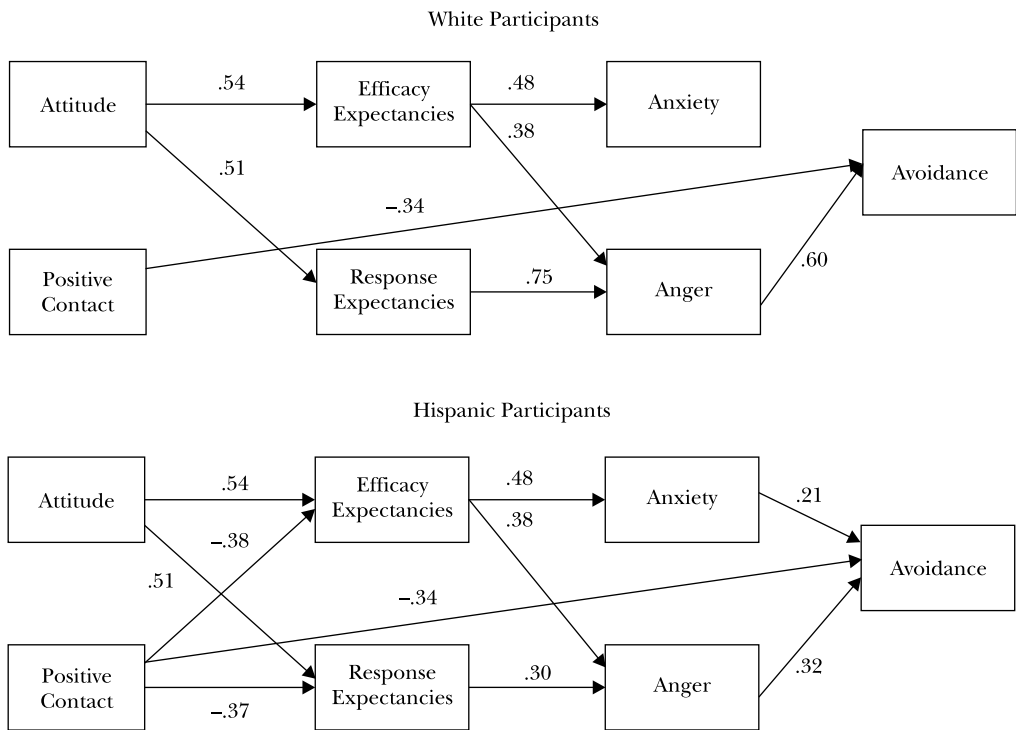 White Participants
Attitude
.54
Efficacy
Expectancies
.48
Anxiety
.38
.51
–.34
Avoidance
Positive
Contact
Response
Expectancies
.75
Anger
.60
Hispanic Participants
Attitude
.54
Efficacy
Expectancies
.48
Anxiety
.21
–.38
.38
.51
–.34
Avoidance
Positive
Contact
–.37
Response
Expectancies
.30
Anger
.32